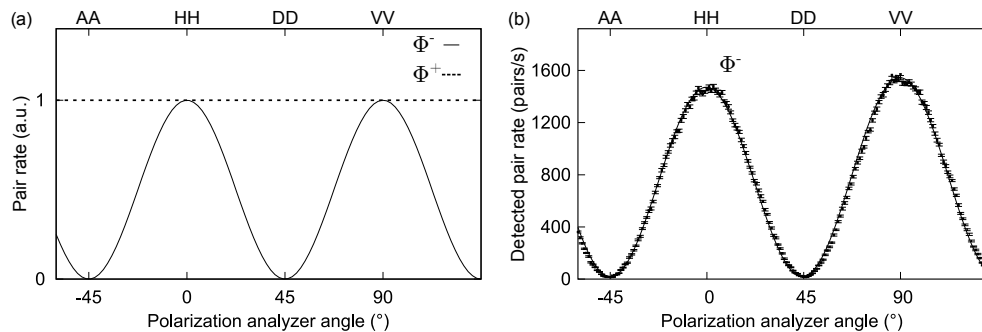 (a)
AA HH DD VV
Φ-
Φ+
Pair rate (a.u.)
1
0
-45 0 45 90
Polarization analyzer angle (°)
(b)
AA HH DD VV
Φ-
Detected pair rate (pairs/s)
1600
1200
800
400
0
-45 0 45 90
Polarization analyzer angle (°)